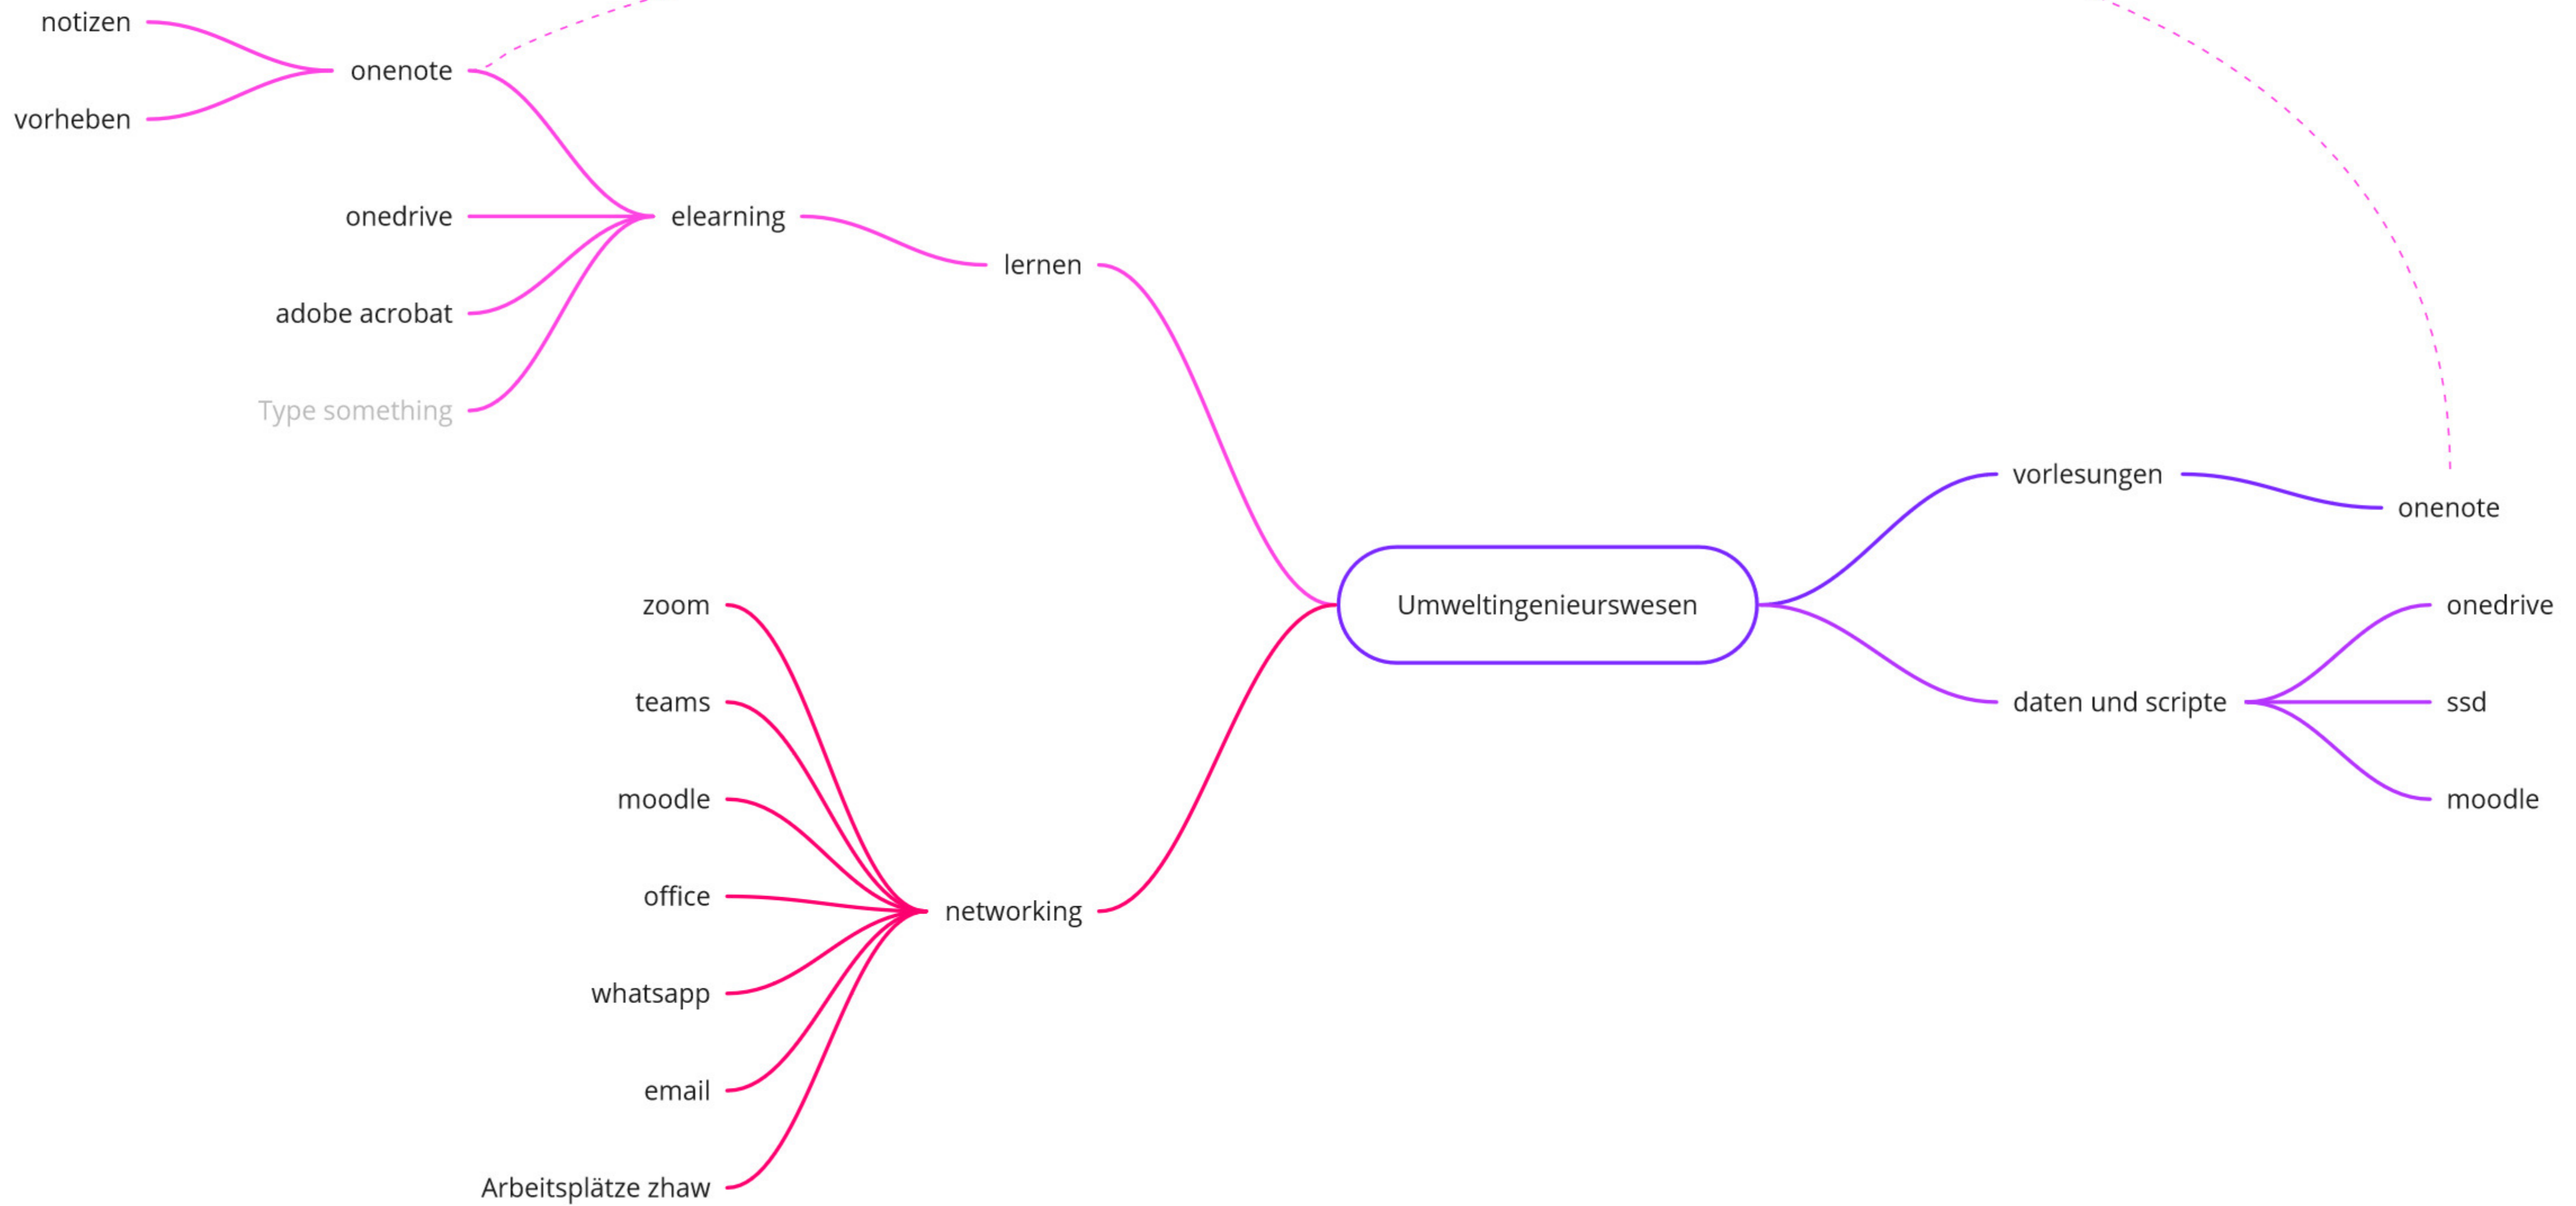 notizen
onenote
vorheben
onedrive
elearning
lernen
adobe acrobat
Type something
vorlesungen
onenote
zoom
Umweltingenieurswesen
onedrive
teams
daten und scripte
ssd
moodle
moodle
office
networking
whatsapp
email
Arbeitsplätze zhaw